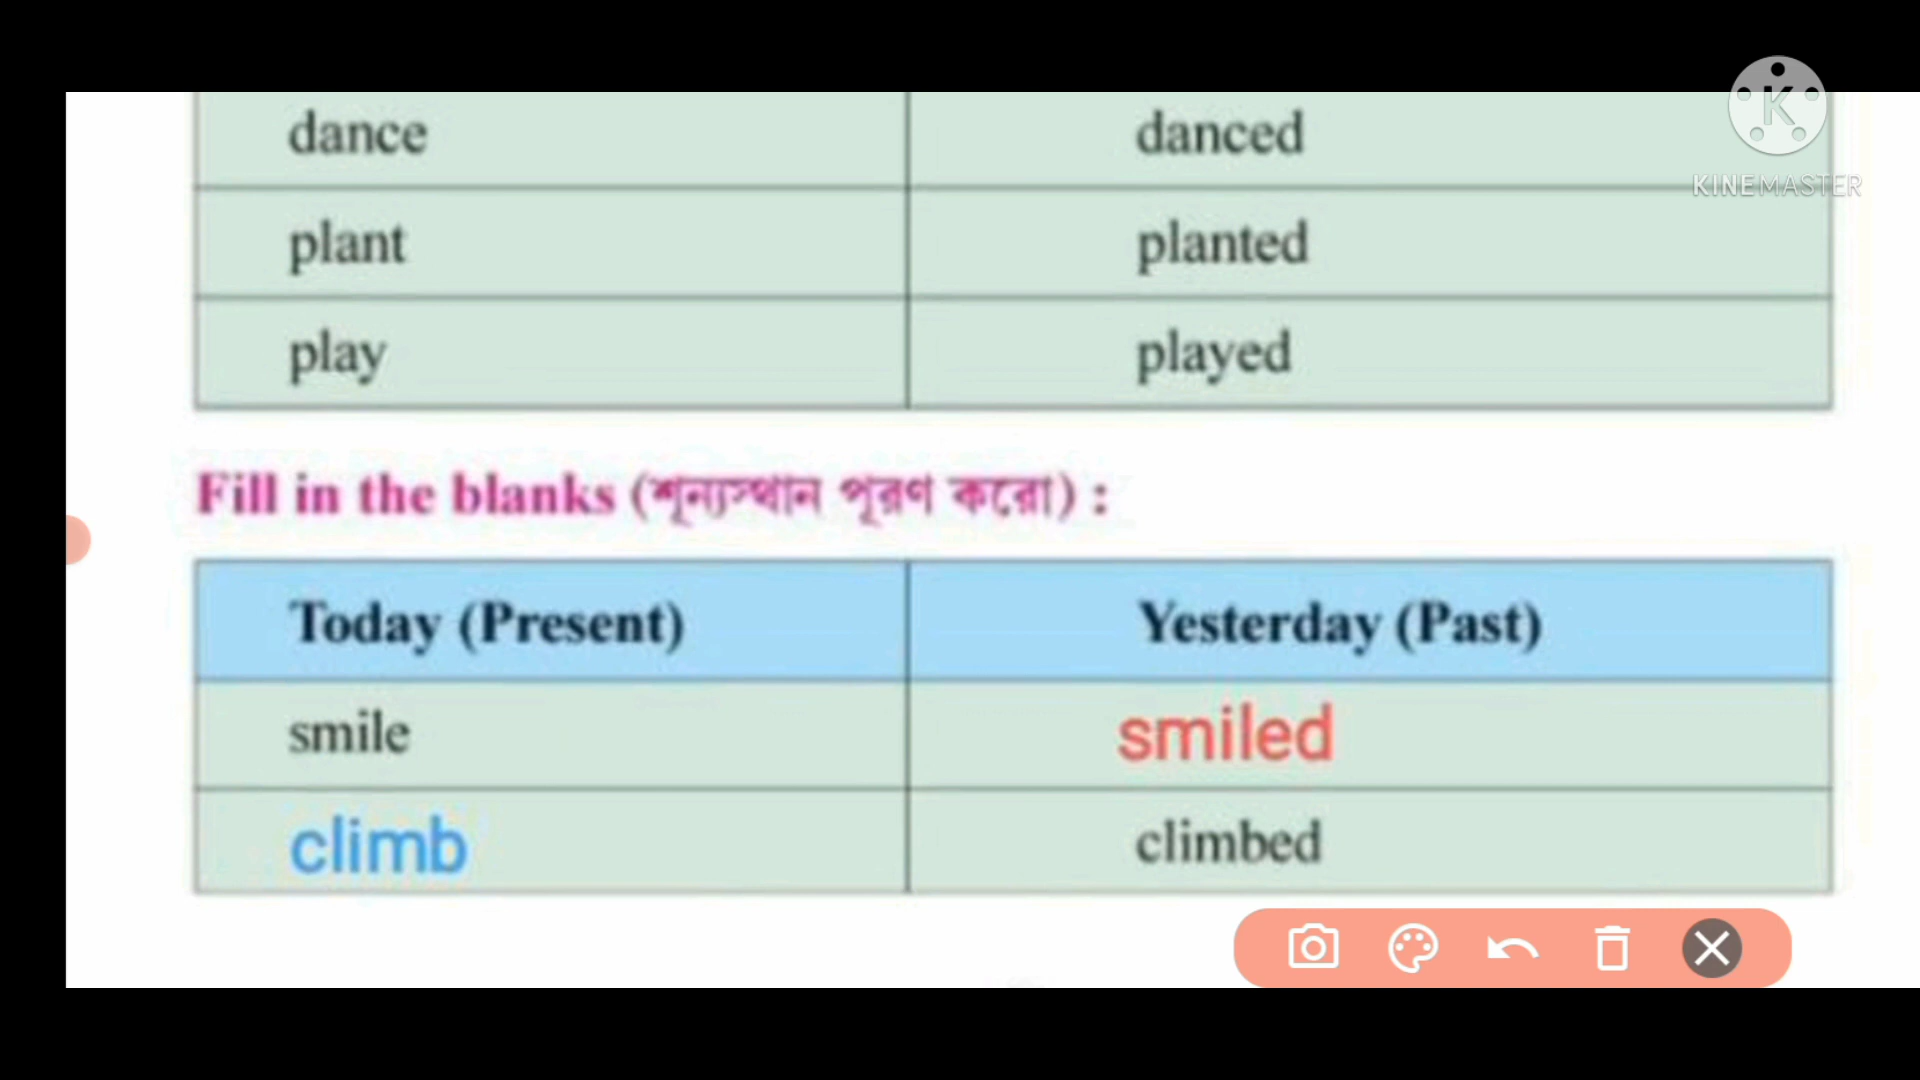 dance danced
KINEMASTER
plant planted
play played
Fill in the blanks (শূন্যস্থান পূরণ করো) :
Today (Present) Yesterday (Past)
smile smiled
climb climbed